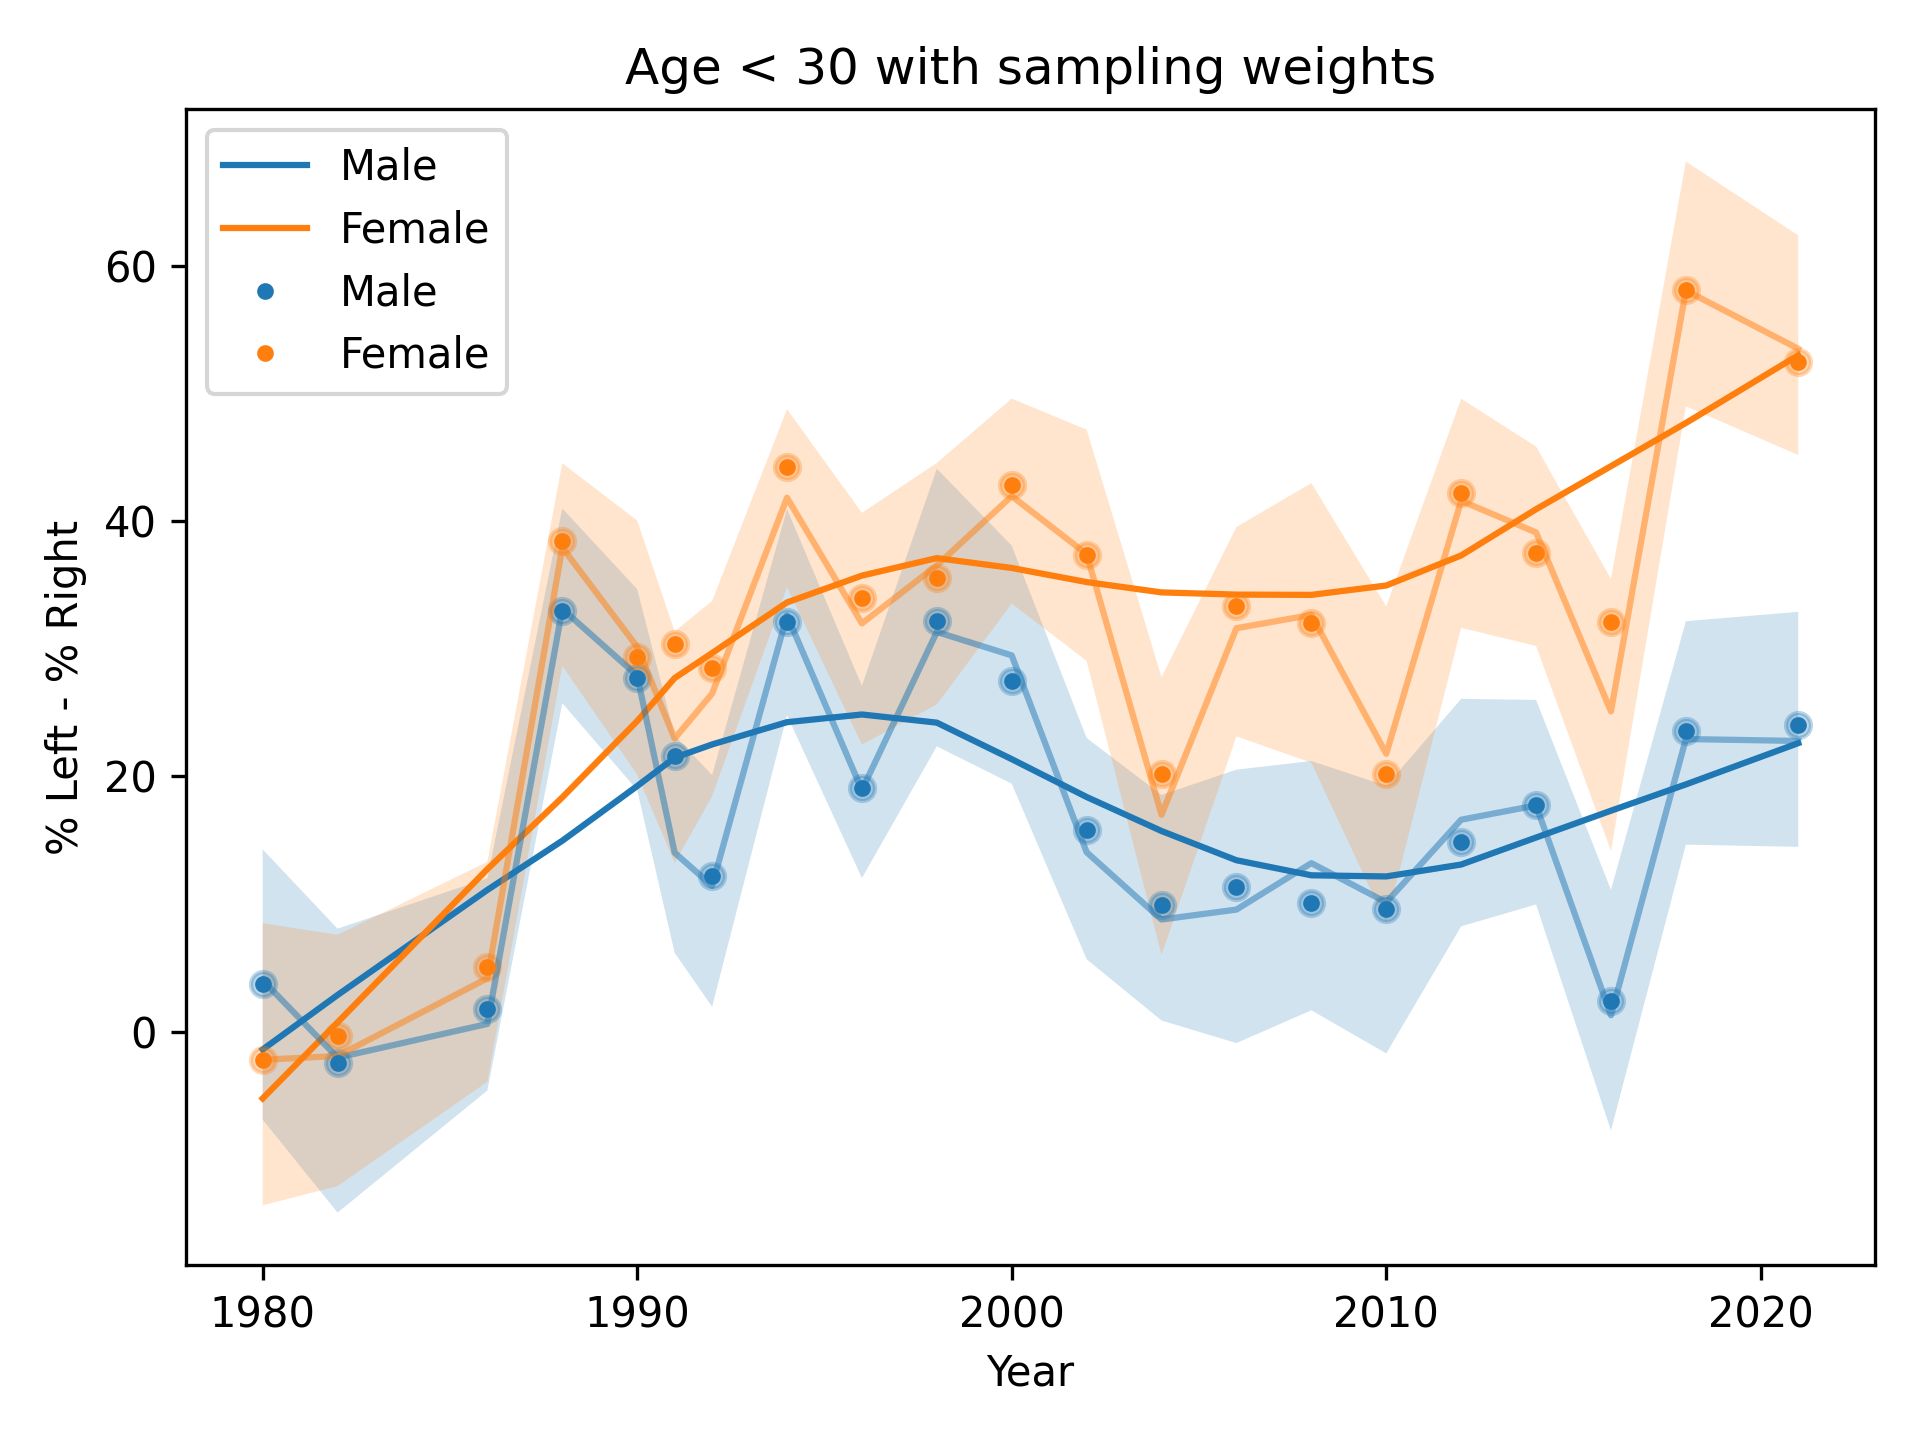 Age < 30 with sampling weights
Male
Female
Male
Female
% Left - % Right
60
40
20
0
1980
1990
2000
2010
2020
Year